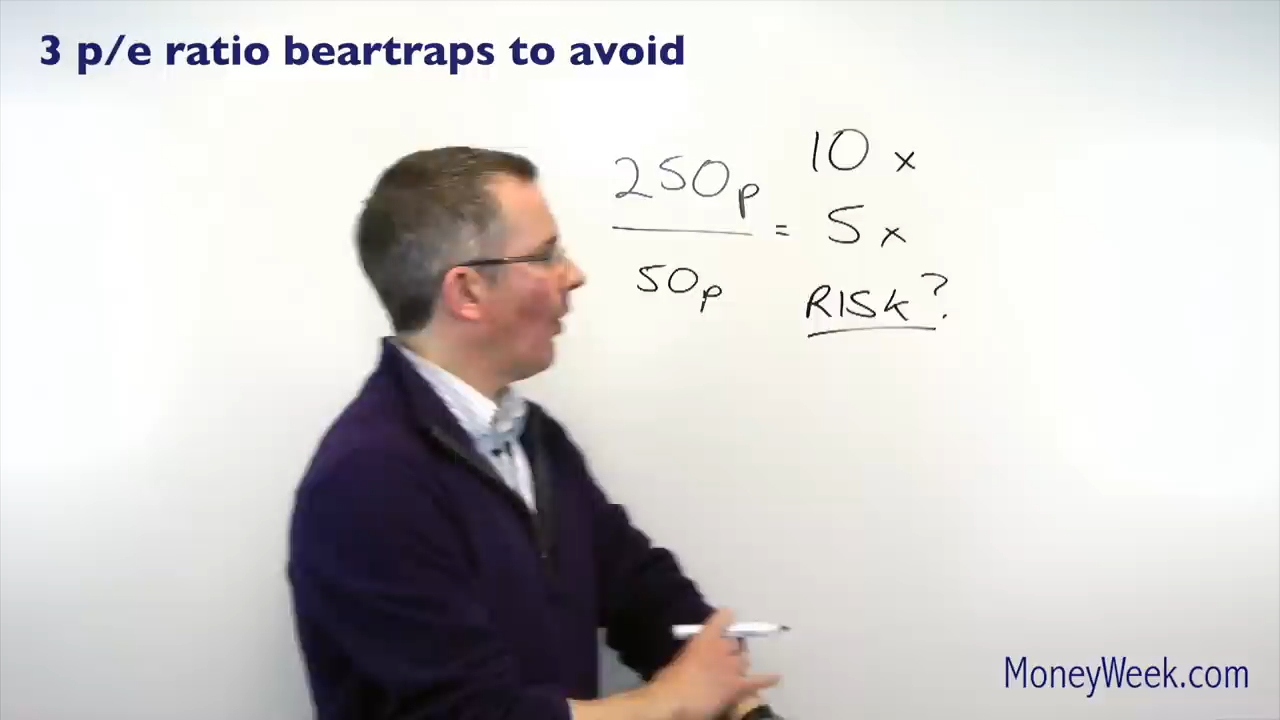 3 p/e ratio beartraps to avoid
10 x
250p
= 5 x
50p
RISK?
MoneyWeek.com